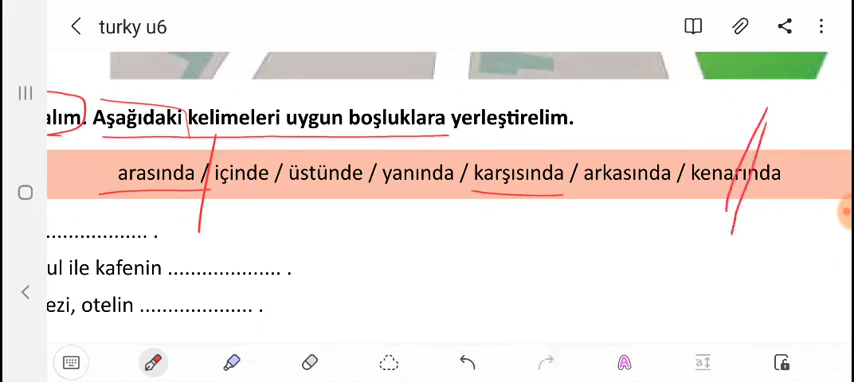 turky u6
alım. Aşağıdaki kelimeleri uygun boşluklara yerleştirelim.
arasında / içinde / üstünde / yanında / karşısında / arkasında / kenarında
.................... .
ul ile kafenin ...................... .
ezi, otelin ...................... .